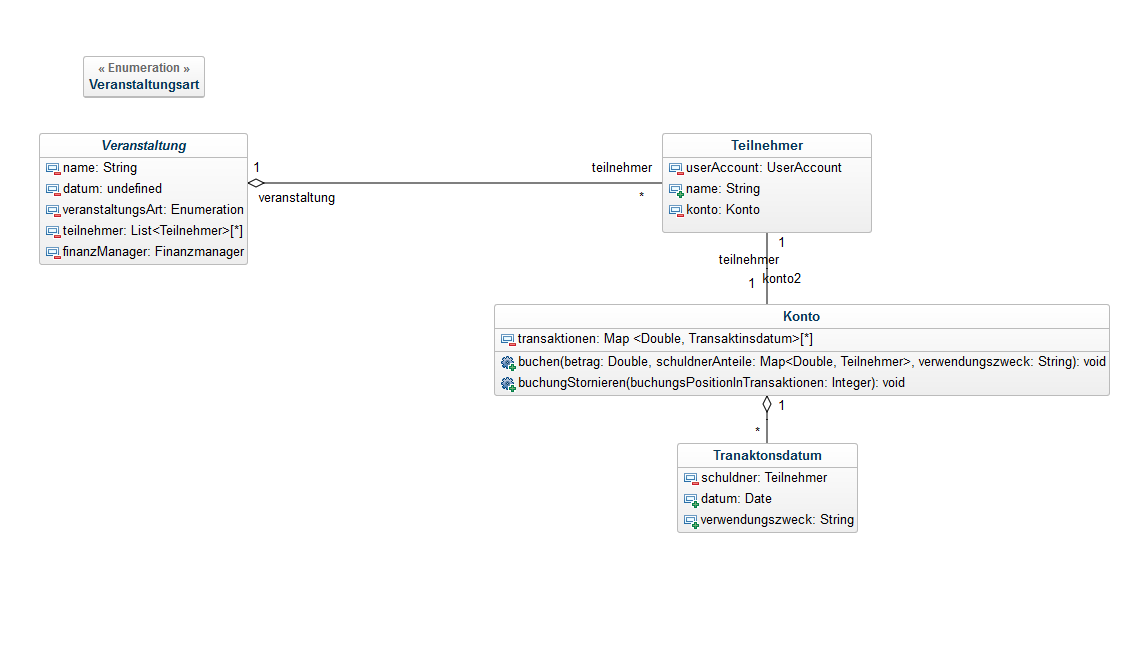 « Enumeration »
Veranstaltungsart
Veranstaltung
name: String
datum: undefined
veranstaltungsArt: Enumeration
teilnehmer: List<Teilnehmer>[*]
finanzManager: Finanzmanager
1
veranstaltung
teilnehmer
*
Teilnehmer
userAccount: UserAccount
name: String
konto: Konto
1
teilnehmer
konto2
1
Konto
transaktionen: Map <Double, Transaktinsdatum>[*]
buchen(betrag: Double, schuldnerAnteile: Map<Double, Teilnehmer>, verwendungszweck: String): void
buchungStornieren(buchungsPositionInTransaktionen: Integer): void
1
*
Tranaktonsdatum
schuldner: Teilnehmer
datum: Date
verwendungszweck: String